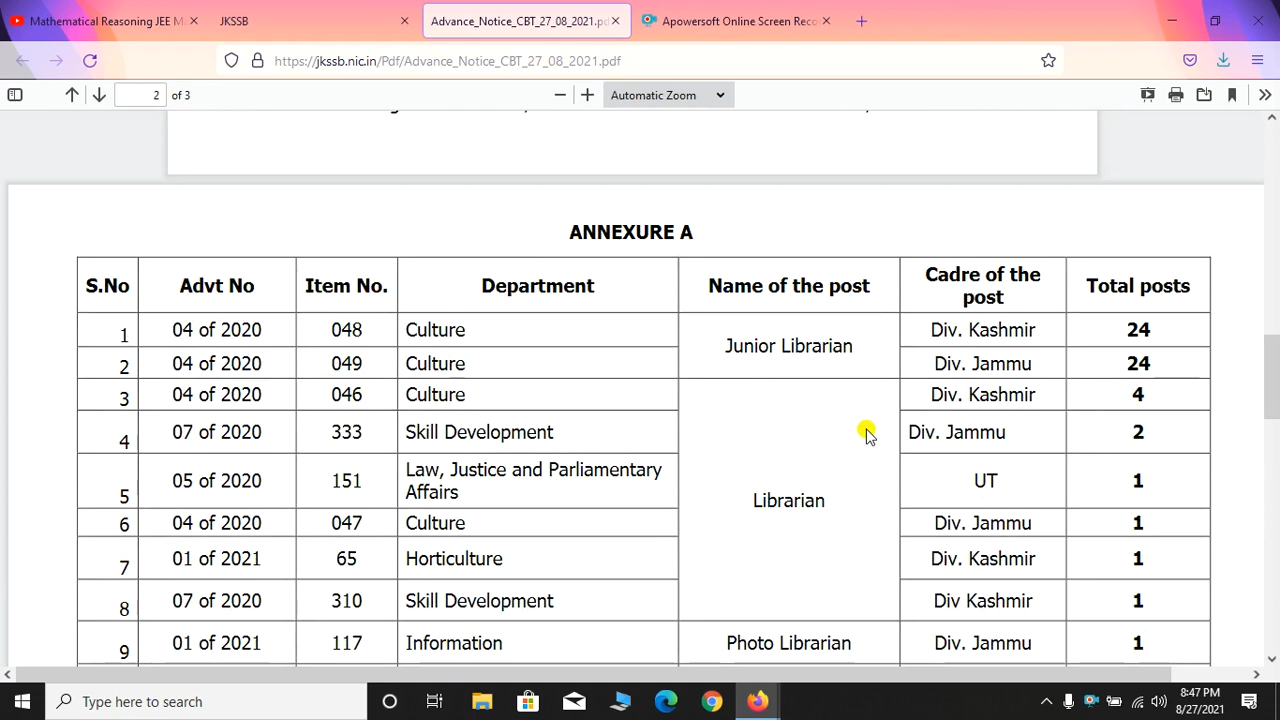 Mathematical Reasoning JEE M
JKSSB
Advance_Notice_CBT_27_08_2021.pd
Apowersoft Online Screen Reco
https://jkssb.nic.in/Pdf/Advance_Notice_CBT_27_08_2021.pdf
2 of 3
Automatic Zoom
ANNEXURE A
S.No Advt No Item No. Department Name of the post Cadre of the post Total posts
1 04 of 2020 048 Culture Junior Librarian Div. Kashmir 24
2 04 of 2020 049 Culture Div. Jammu 24
3 04 of 2020 046 Culture Librarian Div. Kashmir 4
4 07 of 2020 333 Skill Development Div. Jammu 2
5 05 of 2020 151 Law, Justice and Parliamentary Affairs UT 1
6 04 of 2020 047 Culture Div. Jammu 1
7 01 of 2021 65 Horticulture Div. Kashmir 1
8 07 of 2020 310 Skill Development Div Kashmir 1
9 01 of 2021 117 Information Photo Librarian Div. Jammu 1
Type here to search
8:47 PM
8/27/2021